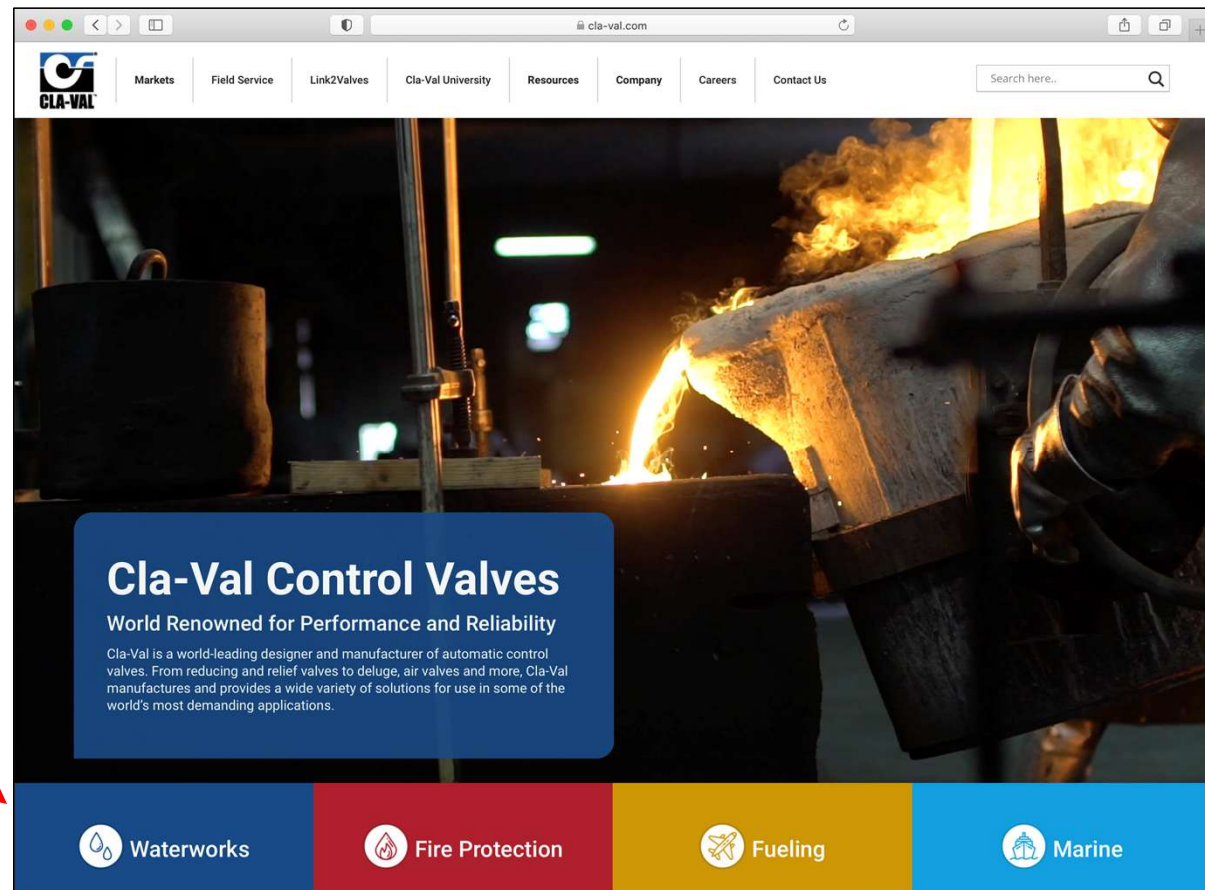 cla-val.com
CLA-VAL
Markets
Field Service
Link2Valves
Cla-Val University
Resources
Company
Careers
Contact Us
Search here..
Cla-Val Control Valves
World Renowned for Performance and Reliability
Cla-Val is a world-leading designer and manufacturer of automatic control
valves. From reducing and relief valves to deluge, air valves and more, Cla-Val
manufactures and provides a wide variety of solutions for use in some of the
world's most demanding applications.
Waterworks
Fire Protection
Fueling
Marine